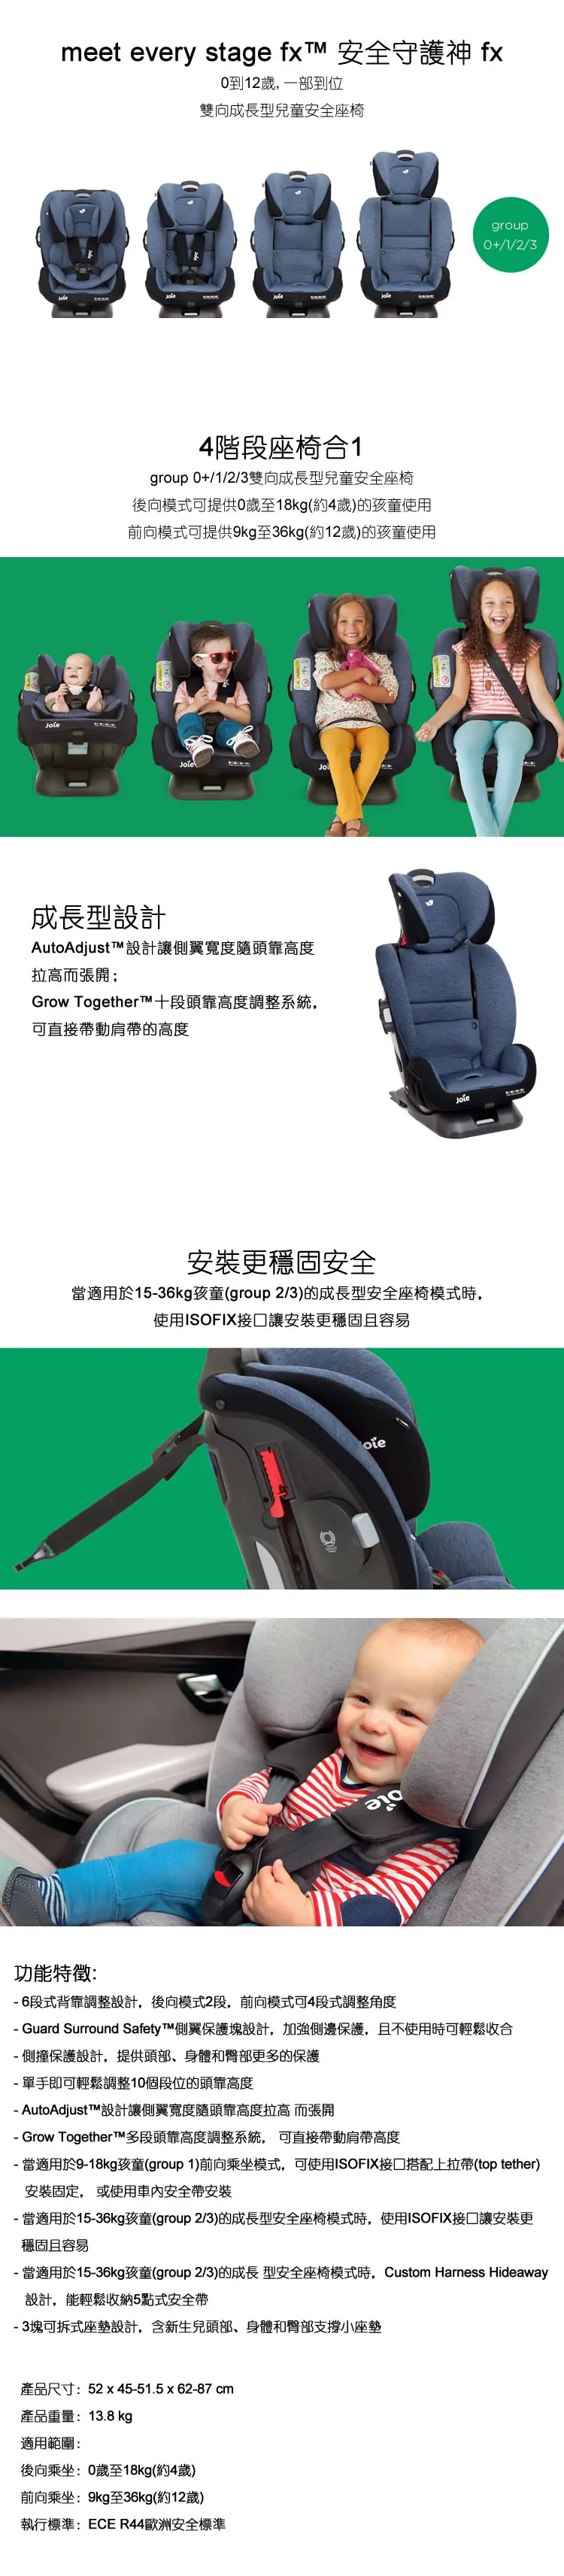 meet every stage fx™ 安全守護神 fx
0到12歲, 一部到位
雙向成長型兒童安全座椅
group
0+/1/2/3
Joie
Joie
Joie
Joie
4階段座椅合1
group 0+/1/2/3雙向成長型兒童安全座椅
後向模式可提供0歲至18kg(約4歲)的孩童使用
前向模式可提供9kg至36kg(約12歲)的孩童使用
Joie
Joie
Joi
成長型設計
AutoAdjust™設計讓側翼寬度隨頭靠高度
拉高而張開；
Grow Together™十段頭靠高度調整系統，
可直接帶動肩帶的高度
Joie
安裝更穩固安全
當適用於15-36kg孩童(group 2/3)的成長型安全座椅模式時，
使用ISOFIX接口讓安裝更穩固且容易
oie
功能特徵:
- 6段式背靠調整設計，後向模式2段，前向模式可4段式調整角度
- Guard Surround Safety™側翼保護塊設計，加強側邊保護，且不使用時可輕鬆收合
- 側撞保護設計，提供頭部、身體和臀部更多的保護
- 單手即可輕鬆調整10個段位的頭靠高度
- AutoAdjust™設計讓側翼寬度隨頭靠高度拉高 而張開
- Grow Together™多段頭靠高度調整系統， 可直接帶動肩帶高度
- 當適用於9-18kg孩童(group 1)前向乘坐模式，可使用ISOFIX接口搭配上拉帶(top tether)
安裝固定， 或使用車內安全帶安裝
- 當適用於15-36kg孩童(group 2/3)的成長型安全座椅模式時，使用ISOFIX接口讓安裝更
穩固且容易
- 當適用於15-36kg孩童(group 2/3)的成長 型安全座椅模式時，Custom Harness Hideaway
設計，能輕鬆收納5點式安全帶
- 3塊可拆式座墊設計，含新生兒頭部、身體和臀部支撐小座墊
產品尺寸：52 x 45-51.5 x 62-87 cm
產品重量：13.8 kg
適用範圍：
後向乘坐：0歲至18kg(約4歲)
前向乘坐：9kg至36kg(約12歲)
執行標準：ECE R44歐洲安全標準